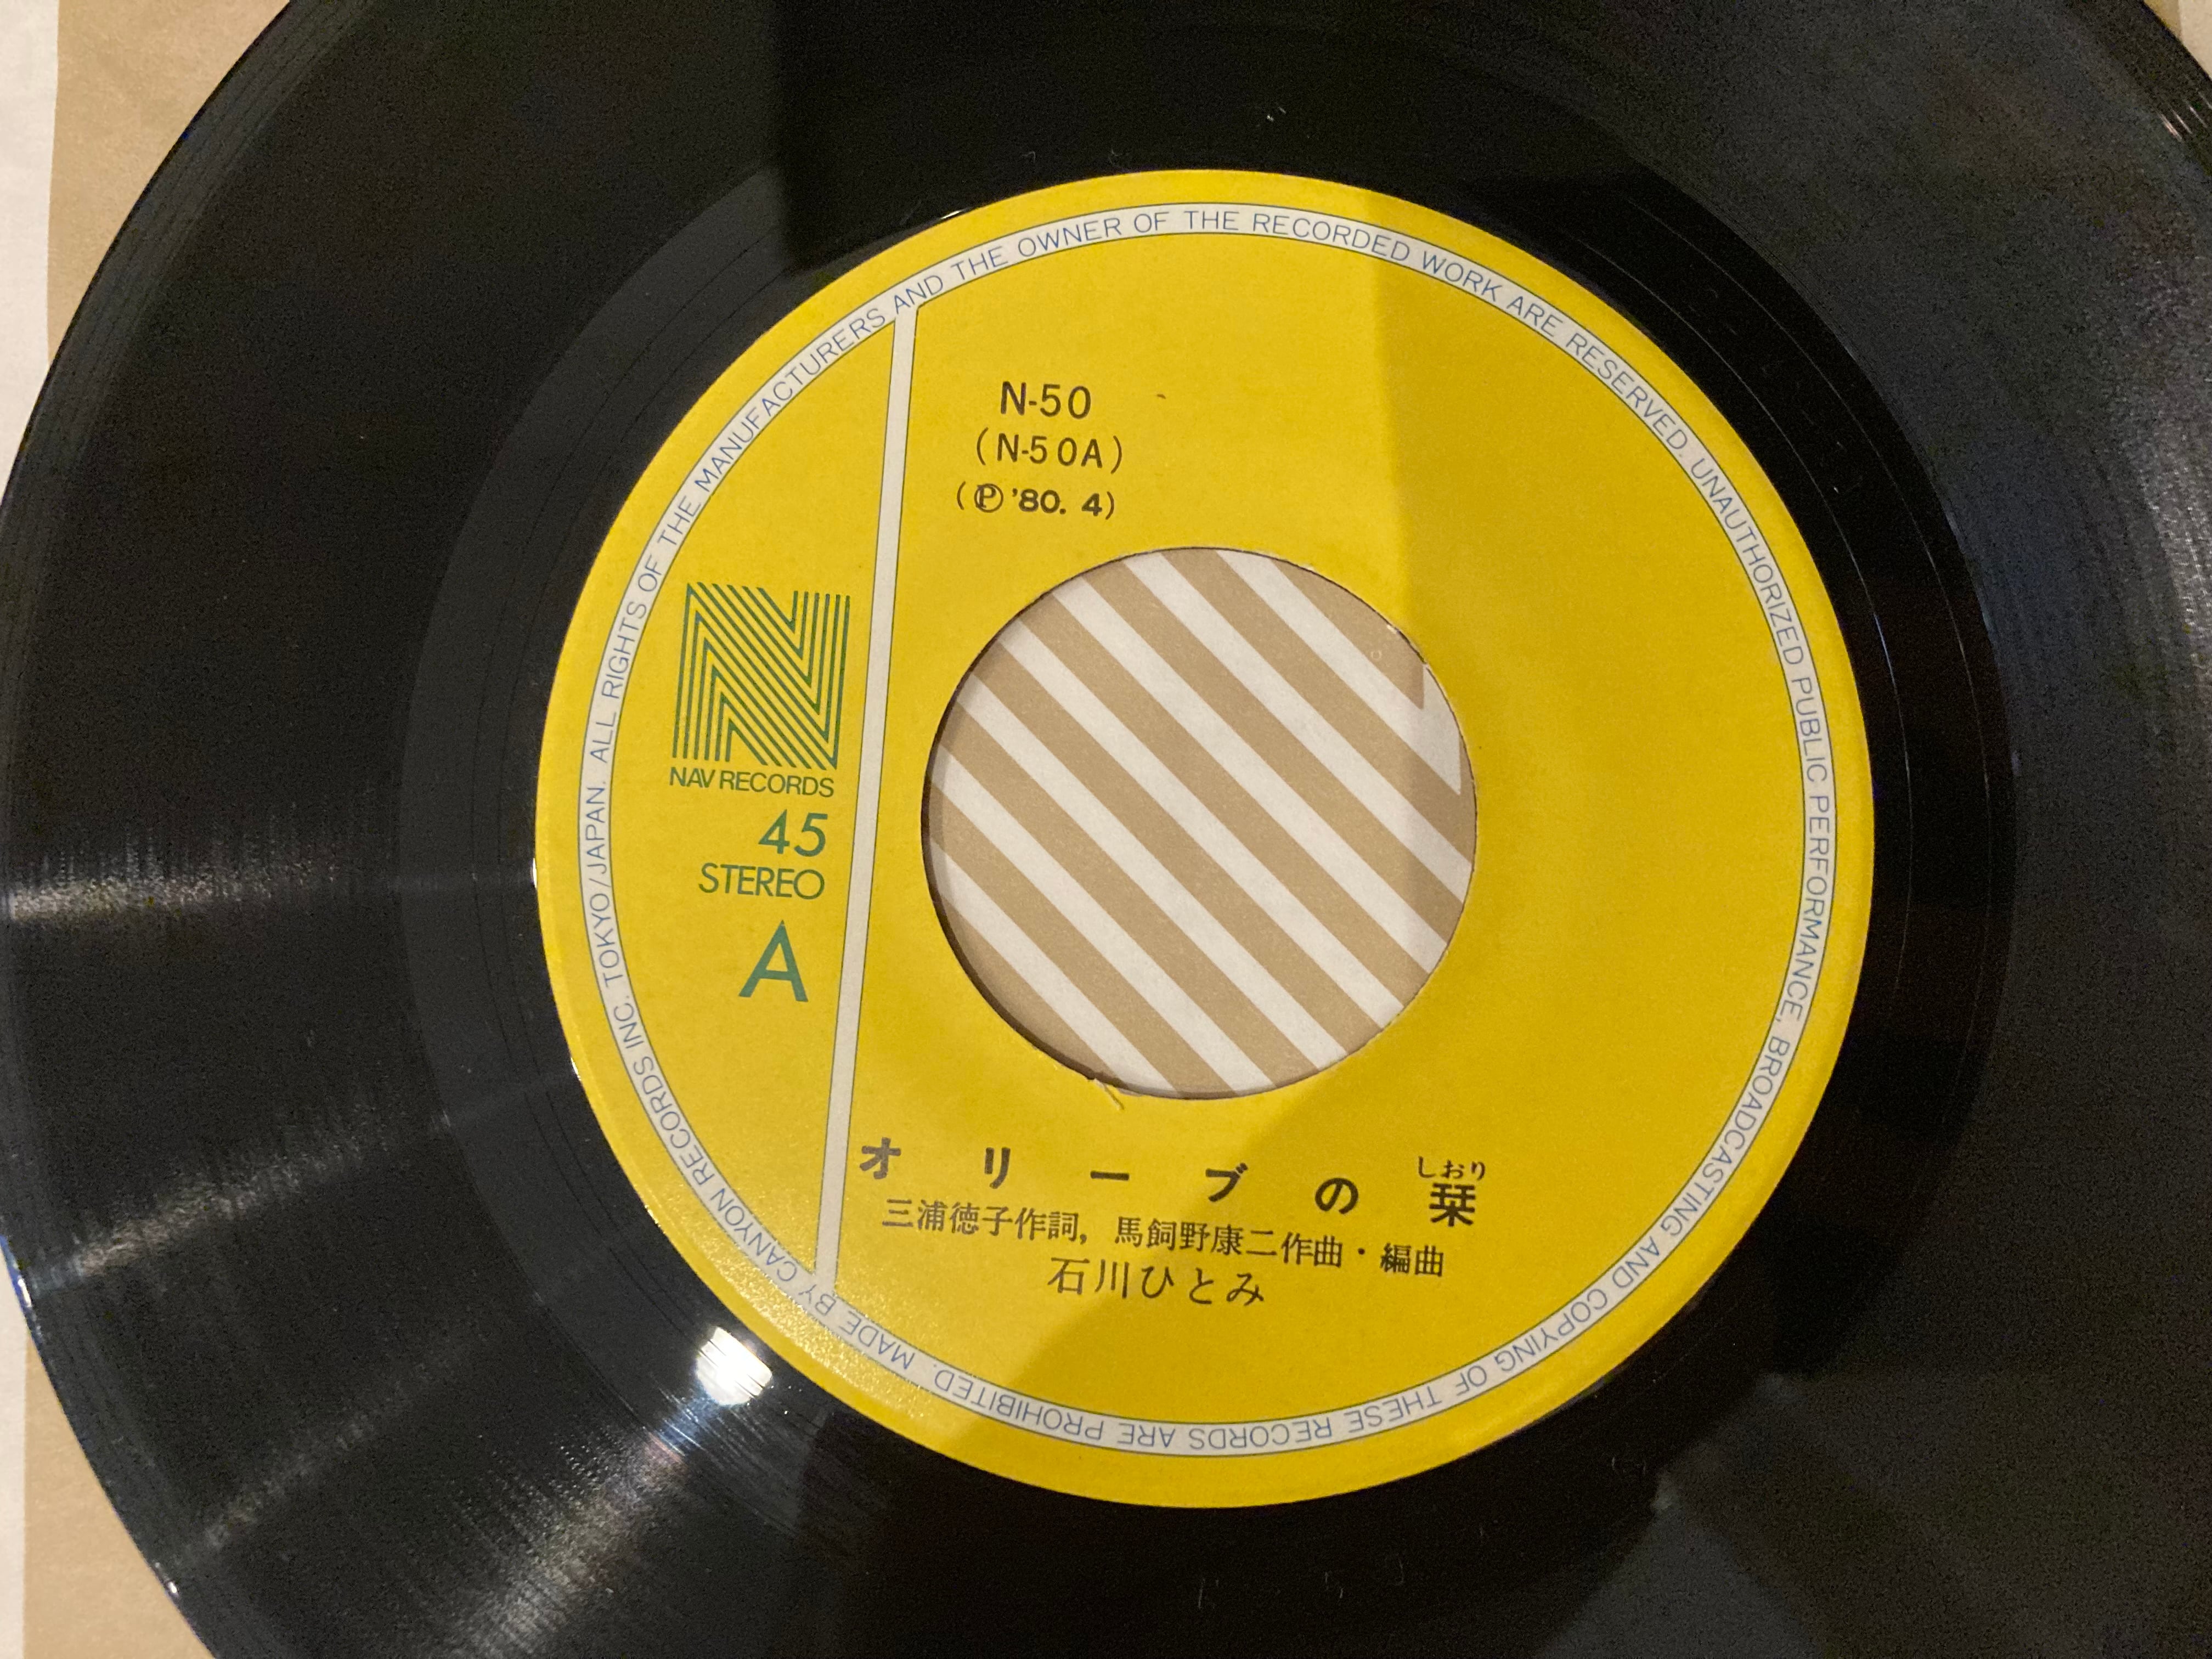 N-50
(N-50A)
(℗ '80. 4)
NAV RECORDS
45
STEREO
A
しおり
オリーブの栞
三浦徳子作詞, 馬飼野康二作曲・編曲
石川ひとみ
MADE BY CANYON RECORDS INC. TOKYO/JAPAN. ALL RIGHTS OF THE MANUFACTURERS AND THE OWNER OF THE RECORDED WORK ARE RESERVED. UNAUTHORIZED PUBLIC PERFORMANCE, BROADCASTING AND COPYING OF THESE RECORDS ARE PROHIBITED.